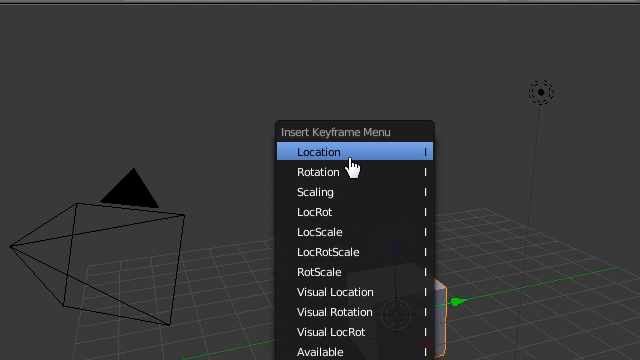 Insert Keyframe Menu
Location I
Rotation I
Scaling I
LocRot I
LocScale I
LocRotScale I
RotScale I
Visual Location I
Visual Rotation I
Visual LocRot I
Available I